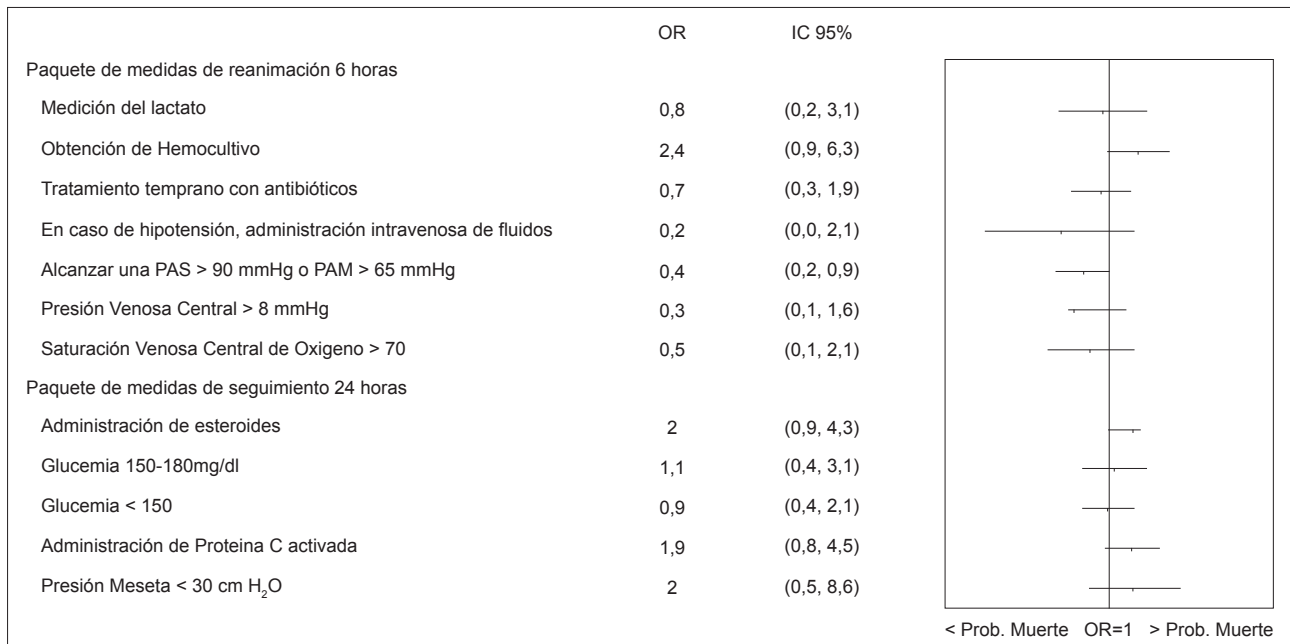 OR IC 95%
Paquete de medidas de reanimación 6 horas
Medición del lactato 0,8 (0,2, 3,1)
Obtención de Hemocultivo 2,4 (0,9, 6,3)
Tratamiento temprano con antibióticos 0,7 (0,3, 1,9)
En caso de hipotensión, administración intravenosa de fluidos 0,2 (0,0, 2,1)
Alcanzar una PAS > 90 mmHg o PAM > 65 mmHg 0,4 (0,2, 0,9)
Presión Venosa Central > 8 mmHg 0,3 (0,1, 1,6)
Saturación Venosa Central de Oxigeno > 70 0,5 (0,1, 2,1)
Paquete de medidas de seguimiento 24 horas
Administración de esteroides 2 (0,9, 4,3)
Glucemia 150-180mg/dl 1,1 (0,4, 3,1)
Glucemia < 150 0,9 (0,4, 2,1)
Administración de Proteina C activada 1,9 (0,8, 4,5)
Presión Meseta < 30 cm H₂O 2 (0,5, 8,6)
< Prob. Muerte OR=1 > Prob. Muerte